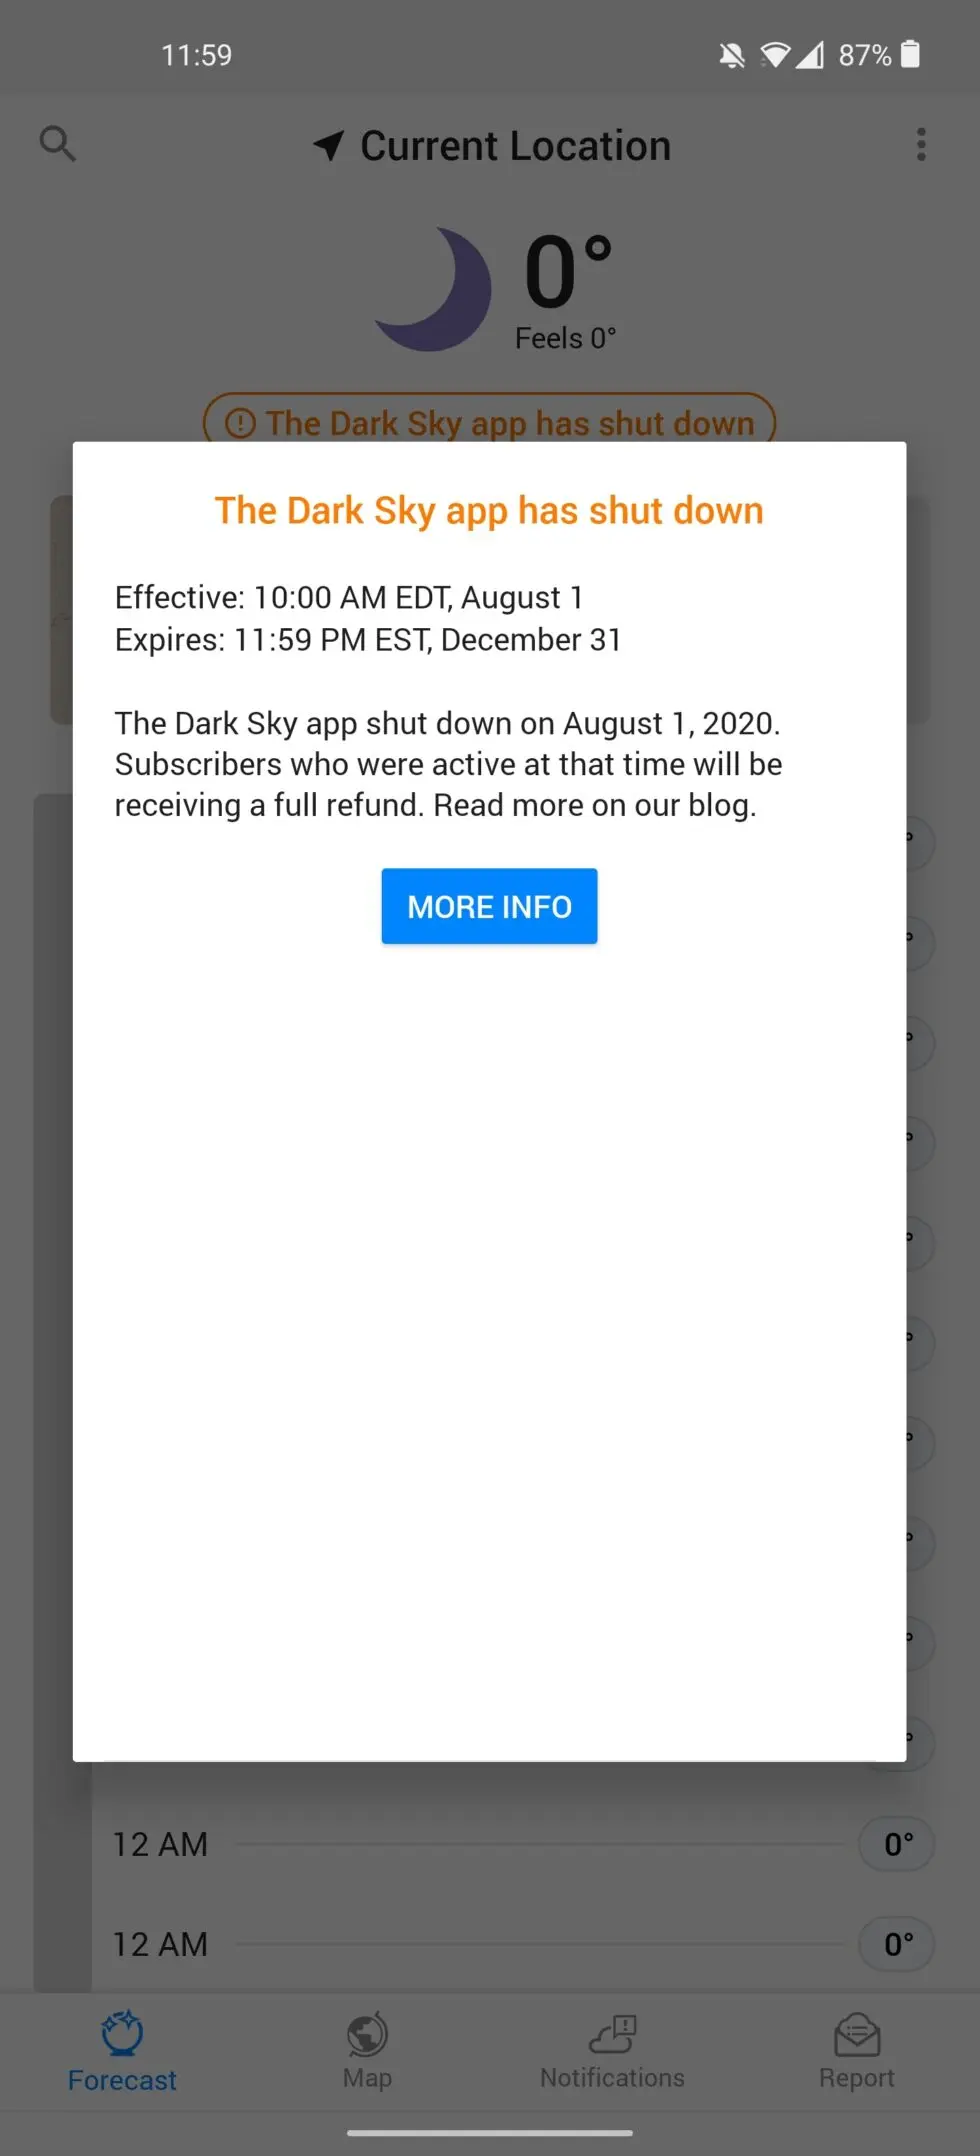 11:59
87%
Current Location
0°
Feels 0°
The Dark Sky app has shut down
The Dark Sky app has shut down
Effective: 10:00 AM EDT, August 1
Expires: 11:59 PM EST, December 31
The Dark Sky app shut down on August 1, 2020.
Subscribers who were active at that time will be
receiving a full refund. Read more on our blog.
MORE INFO
12 AM 0°
12 AM 0°
Forecast
Map
Notifications
Report